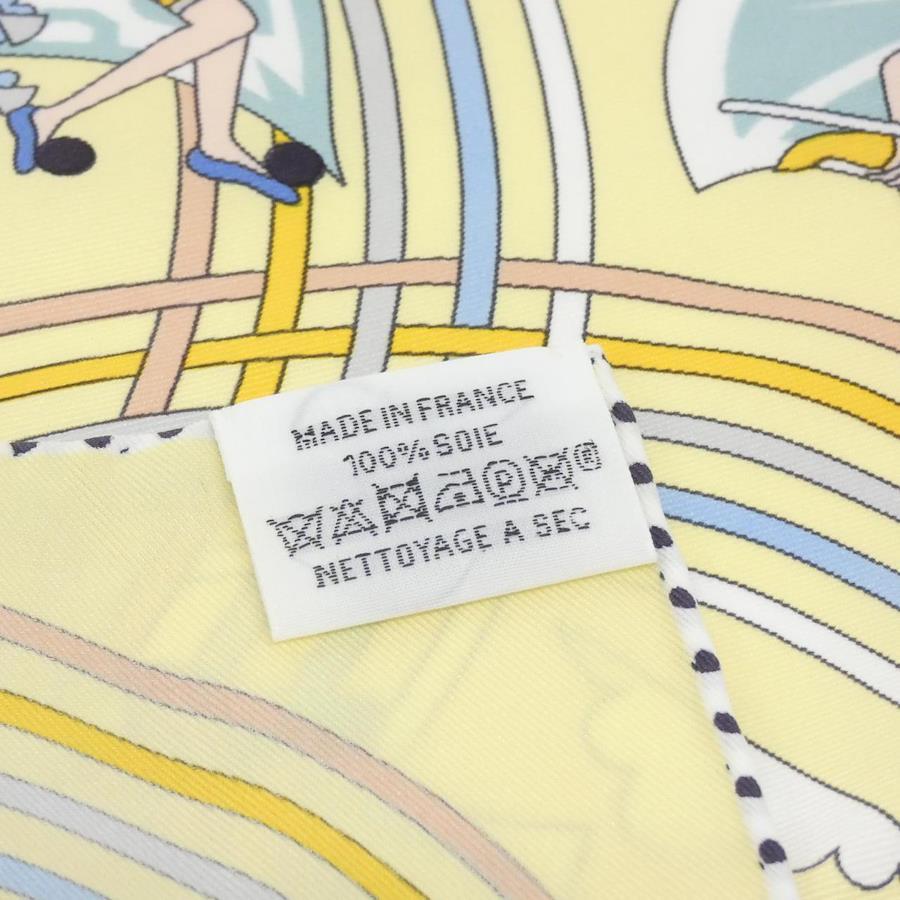 MADE IN FRANCE
100% SOIE
P ®
NETTOYAGE A SEC